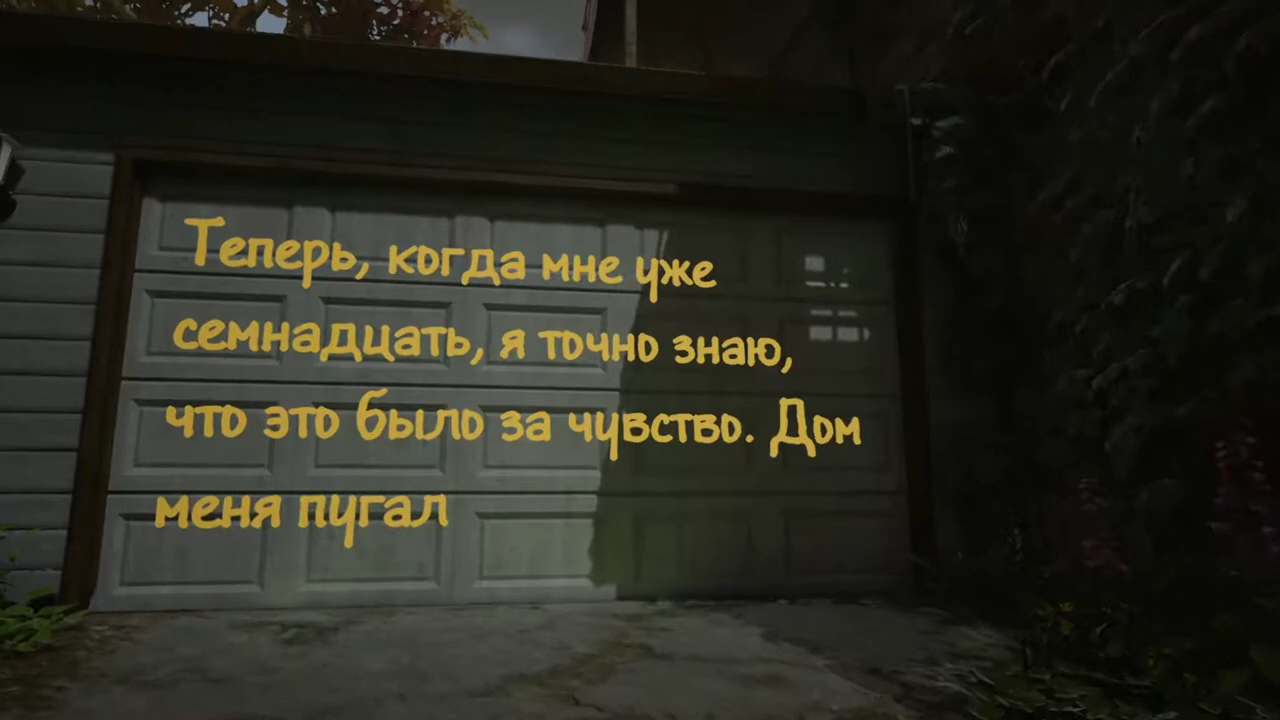 Теперь, когда мне уже
семнадцать, я точно знаю,
что это было за чувство. Дом
меня пугал